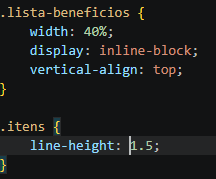 .lista-beneficios {
    width: 40%;
    display: inline-block;
    vertical-align: top;
}

.itens {
    line-height: 1.5;
}